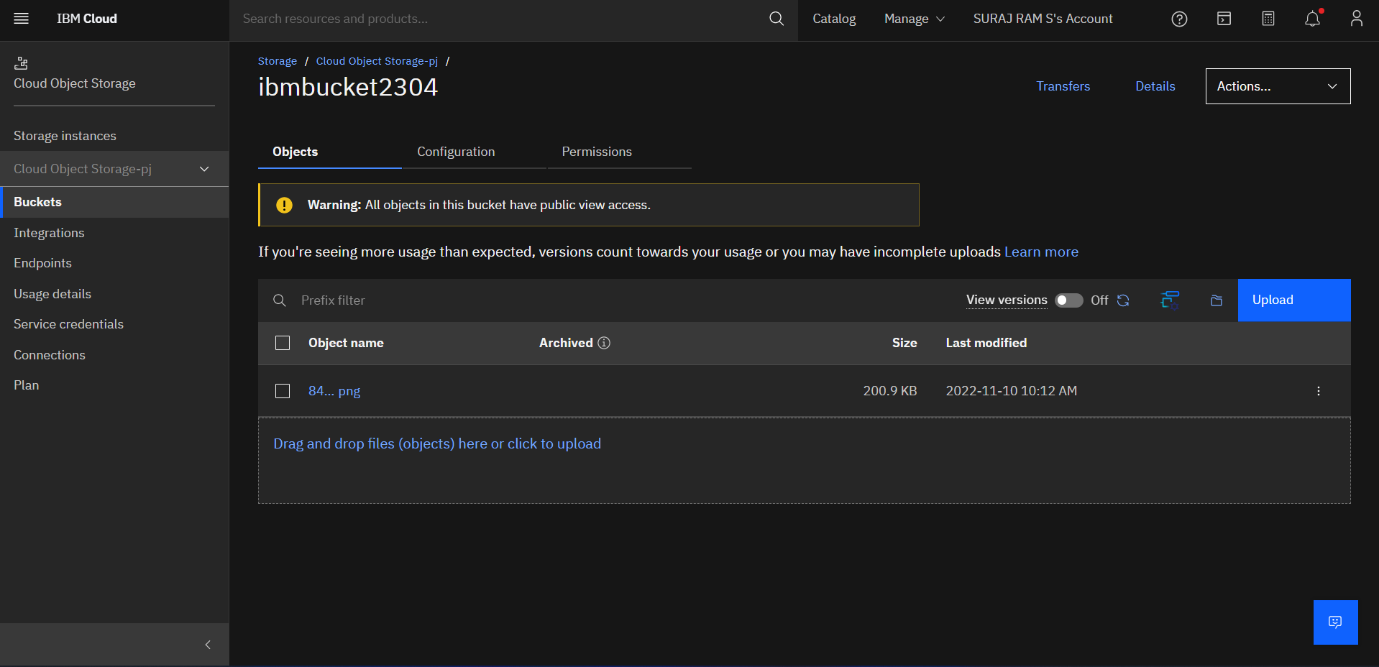 IBM Cloud
Search resources and products...
Catalog
Manage
SURAJ RAM S's Account
Cloud Object Storage
Storage instances
Cloud Object Storage-pj
Buckets
Integrations
Endpoints
Usage details
Service credentials
Connections
Plan
Storage / Cloud Object Storage-pj /
ibmbucket2304
Transfers
Details
Actions...
Objects
Configuration
Permissions
Warning: All objects in this bucket have public view access.
If you're seeing more usage than expected, versions count towards your usage or you may have incomplete uploads Learn more
Prefix filter
View versions
Off
Upload
Object name Archived Size Last modified
84... png 200.9 KB 2022-11-10 10:12 AM
Drag and drop files (objects) here or click to upload